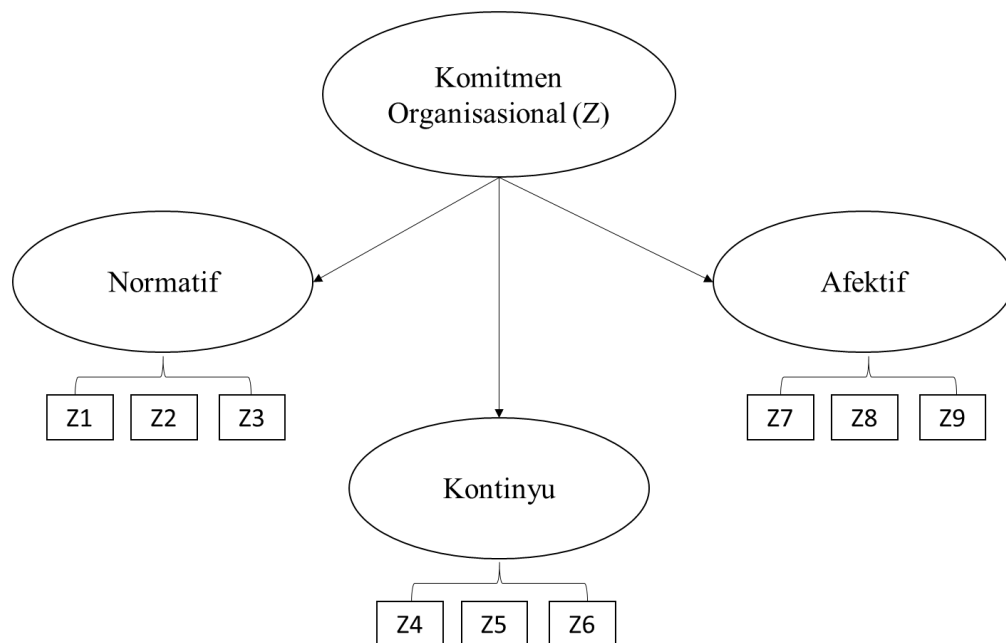 Komitmen
Organisasional (Z)
Normatif
Afektif
Z1
Z2
Z3
Z7
Z8
Z9
Kontinyu
Z4
Z5
Z6